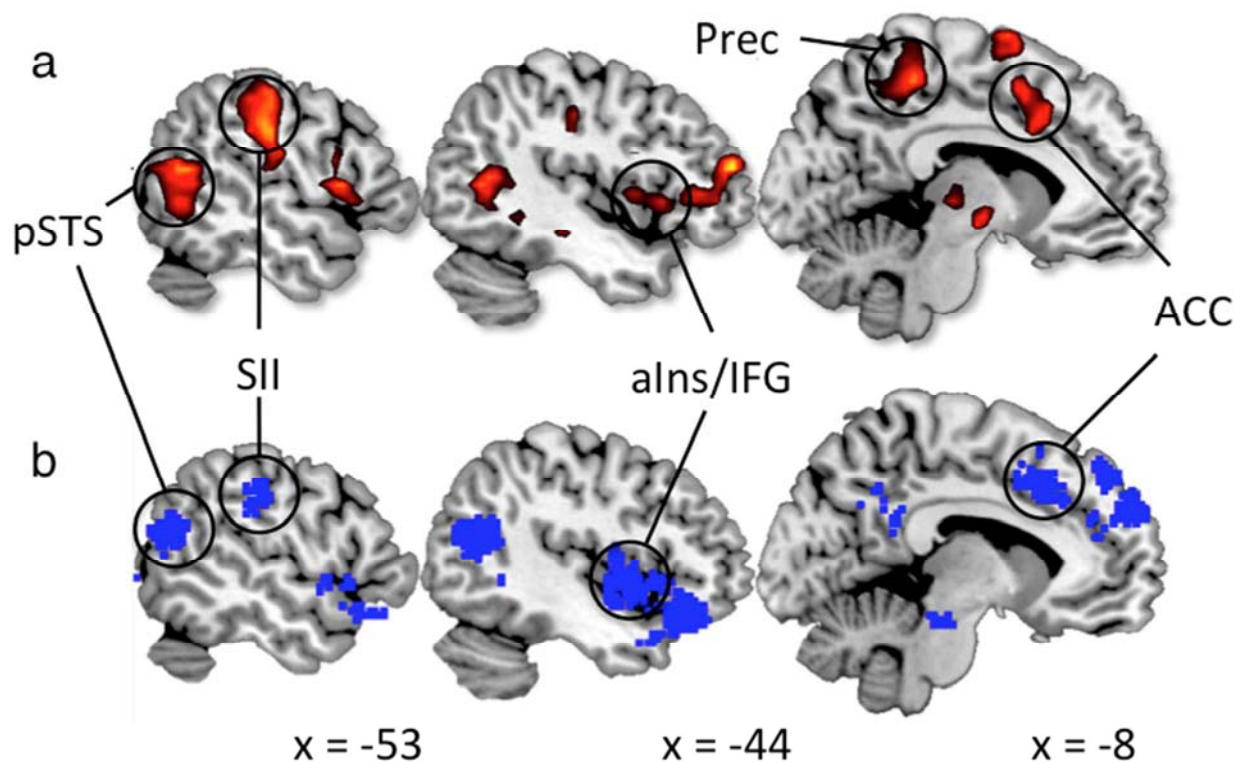 a
Prec
pSTS
ACC
SII
aIns/IFG
b
x = -53
x = -44
x = -8